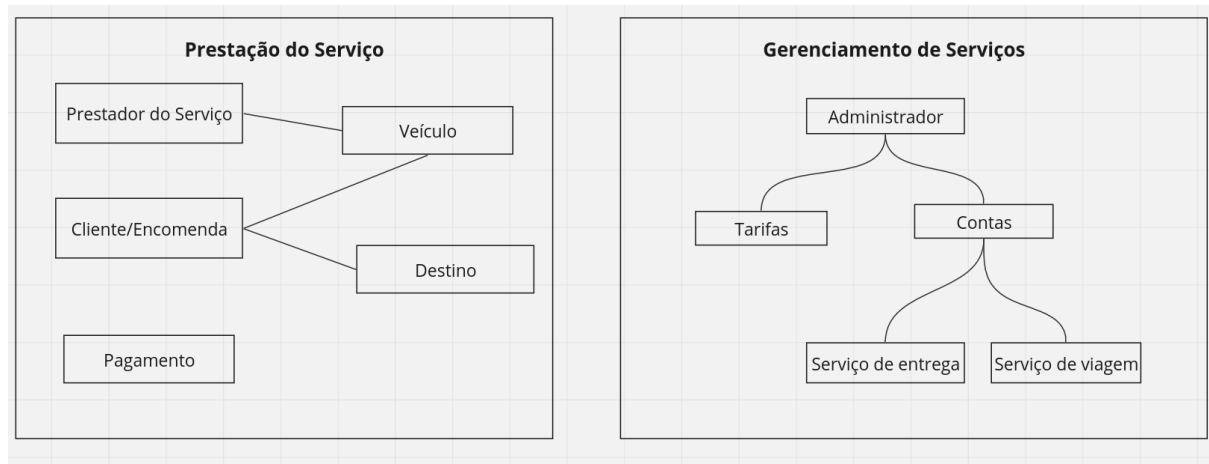 Prestação do Serviço
Prestador do Serviço
Veículo
Cliente/Encomenda
Destino
Pagamento
Gerenciamento de Serviços
Administrador
Tarifas
Contas
Serviço de entrega
Serviço de viagem